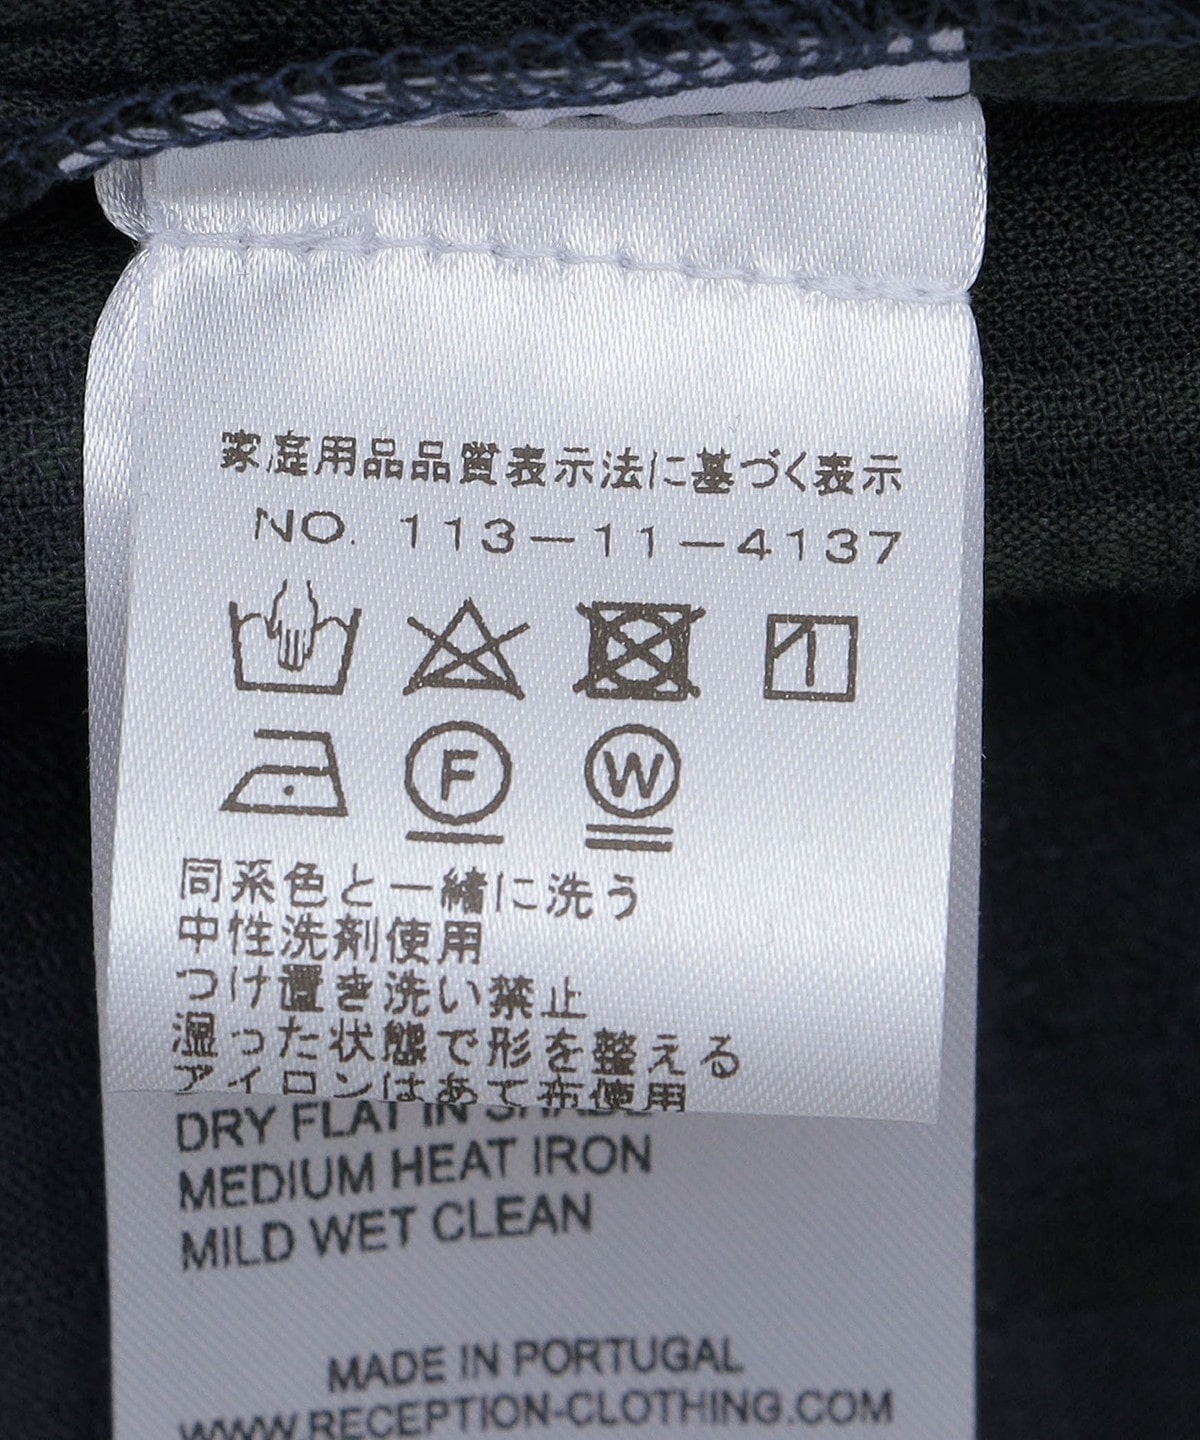 家庭用品品質表示法に基づく表示
NO. 113-11-4137
F
W
同系色と一緒に洗う
中性洗剤使用
つけ置き洗い禁止
湿った状態で形を整える
アイロンはあて布使用
DRY FLAT IN SHADE
MEDIUM HEAT IRON
MILD WET CLEAN
MADE IN PORTUGAL
WWW.RECEPTION-CLOTHING.COM